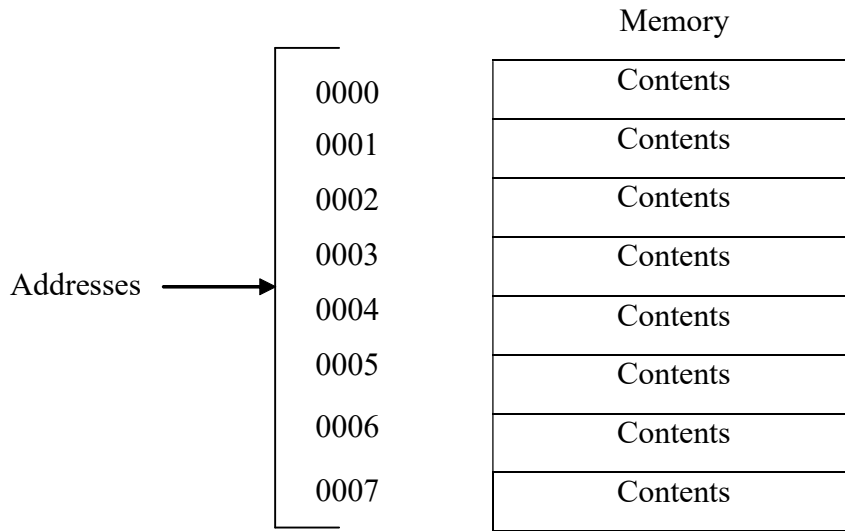 Memory
0000 Contents
0001 Contents
0002 Contents
0003 Contents
Addresses
0004 Contents
0005 Contents
0006 Contents
0007 Contents